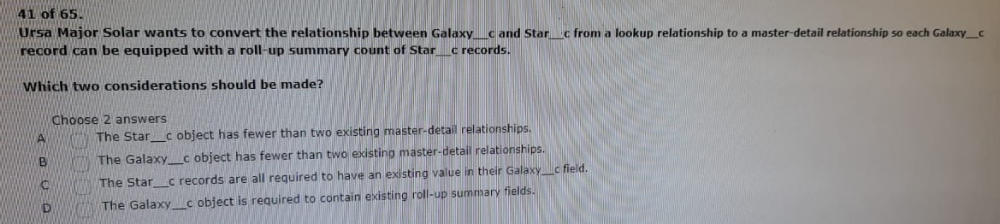 41 of 65.
Ursa Major Solar wants to convert the relationship between Galaxy__c and Star__c from a lookup relationship to a master-detail relationship so each Galaxy__c
record can be equipped with a roll-up summary count of Star__c records.
Which two considerations should be made?
Choose 2 answers
A The Star__c object has fewer than two existing master-detail relationships.
B The Galaxy__c object has fewer than two existing master-detail relationships.
C The Star__c records are all required to have an existing value in their Galaxy__c field.
D The Galaxy__c object is required to contain existing roll-up summary fields.